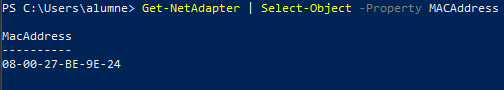 PS C:\Users\alumne> Get-NetAdapter | Select-Object -Property MACAddress
MacAddress
----------
08-00-27-BE-9E-24